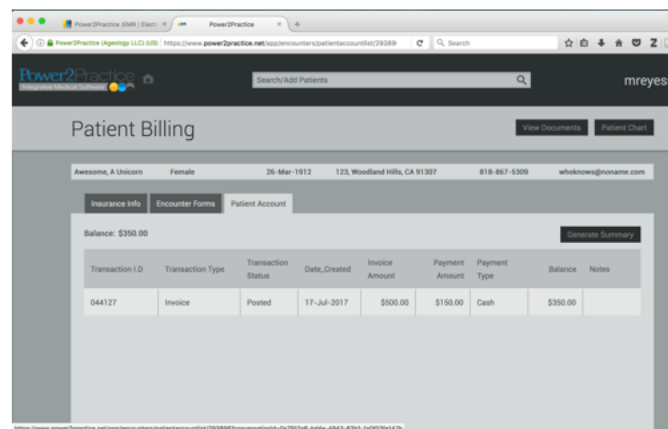 Power2Practice (EMR | Elect
Power2Practice
Power2Practice (Ageology LLC) (US)
https://www.power2practice.net/app/encounters/patientaccountlist/29389
Search
Power2Practice
Integrative Medical Software
Search/Add Patients
mreyes
Patient Billing
View Documents
Patient Chart
Awesome, A Unicorn Female 26-Mar-1912 123, Woodland Hills, CA 91307 818-867-5309 whoknows@noname.com
Insurance Info Encounter Forms Patient Account
Balance: $350.00
Generate Summary
Transaction I.D Transaction Type Transaction Status Date_Created Invoice Amount Payment Amount Payment Type Balance Notes
044127 Invoice Posted 17-Jul-2017 $500.00 $150.00 Cash $350.00